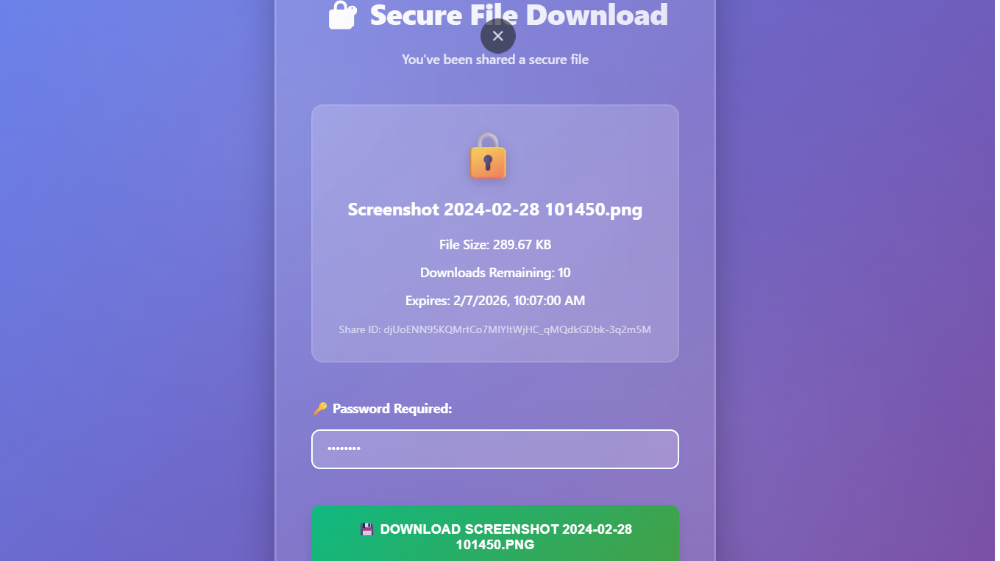 Secure File Download
You've been shared a secure file
Screenshot 2024-02-28 101450.png
File Size: 289.67 KB
Downloads Remaining: 10
Expires: 2/7/2026, 10:07:00 AM
Share ID: djUoENN95KQMrtCo7MIYItWjHC_qMQdkGDbk-3q2m5M
Password Required:
••••••••
DOWNLOAD SCREENSHOT 2024-02-28
101450.PNG